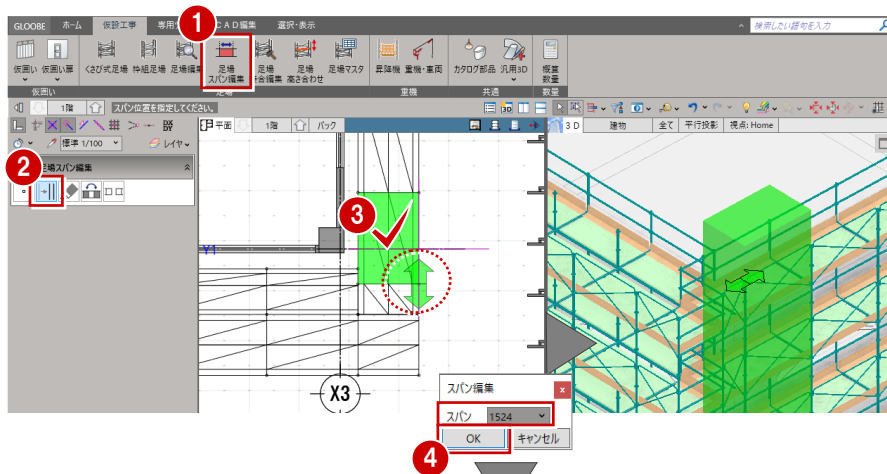 1
GLOOBE ホーム 仮設工事 専用 CAD編集 選択・表示
検索したい語句を入力
仮囲い 仮囲い扉 くさび式足場 枠組足場 足場編集 足場 スパン編集 足場 合編集 足場 高さ合わせ 足場マスタ 昇降機 重機・車両 カタログ部品 汎用3D 概算 数量
仮囲い 足場 重機 共通 数量
1階 スパン位置を指定してください。
平面 1階 バック 3D 建物 全て 平行投影 視点: Home
標準 1/100 レイヤ
2
足場スパン編集
3
Y1
X3
スパン編集 x
スパン 1524
OK キャンセル
4